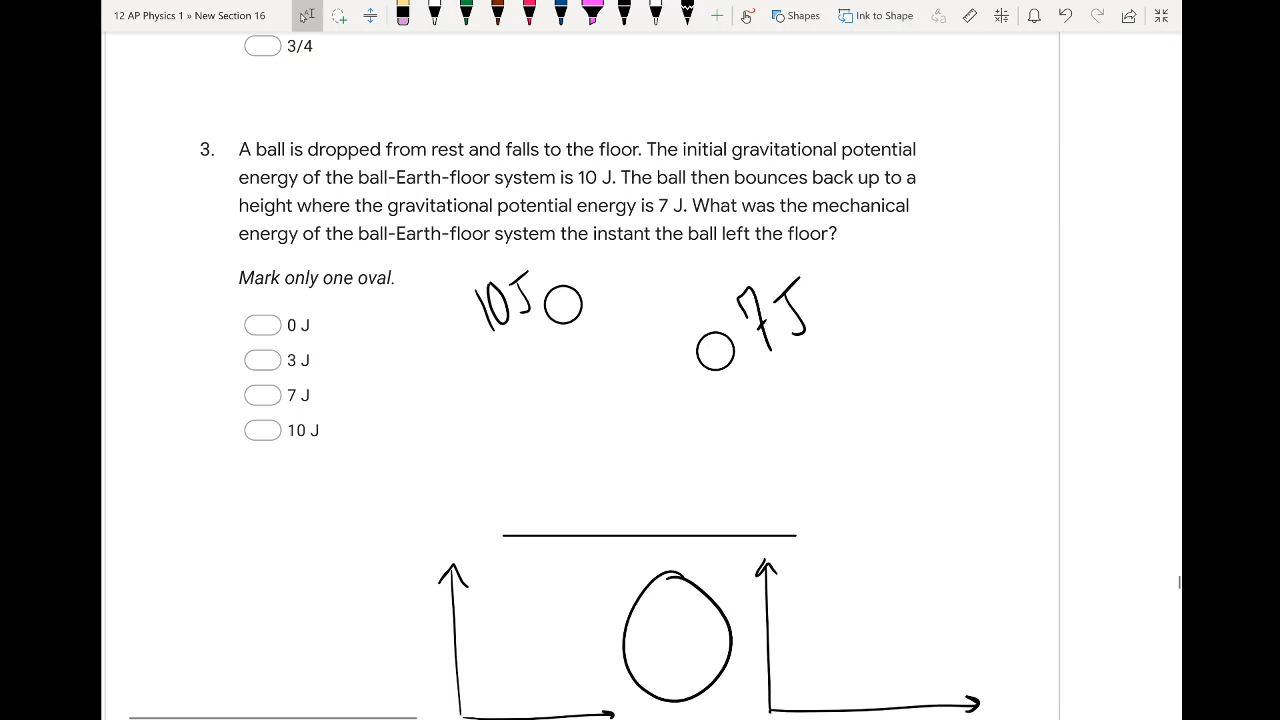 12 AP Physics 1 » New Section 16
Shapes
Ink to Shape
3/4
3. A ball is dropped from rest and falls to the floor. The initial gravitational potential
energy of the ball-Earth-floor system is 10 J. The ball then bounces back up to a
height where the gravitational potential energy is 7 J. What was the mechanical
energy of the ball-Earth-floor system the instant the ball left the floor?
Mark only one oval.
10J
7J
0 J
3 J
7 J
10 J